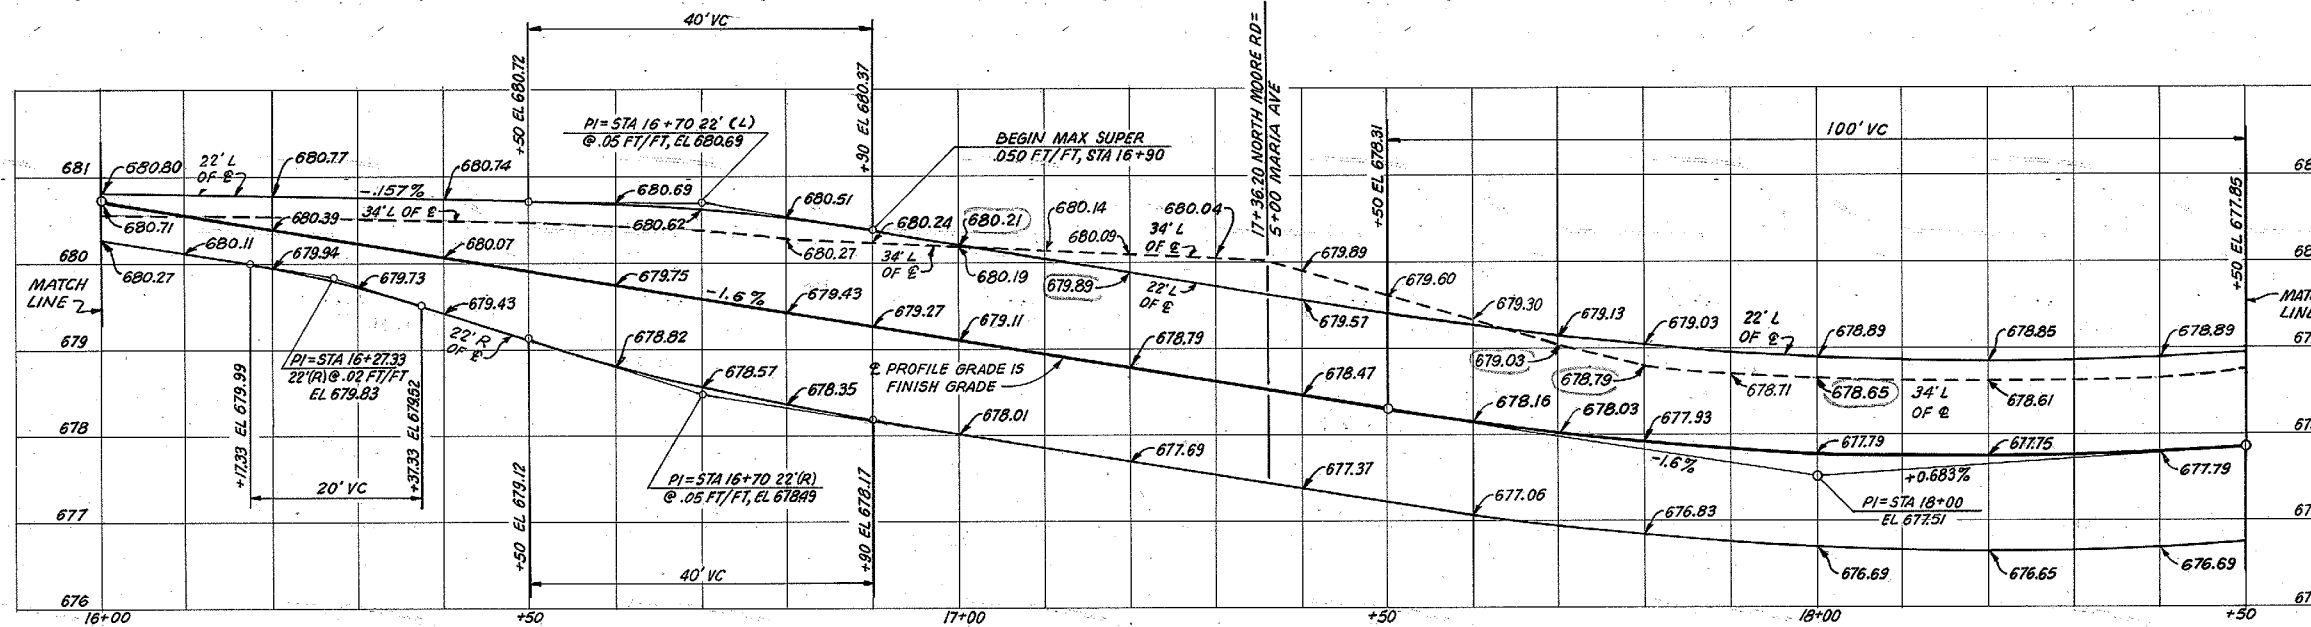 40' VC
+50 EL 680.72
+90 EL 680.37
17+36.20 NORTH MOORE RD=
5+00 MARIA AVE
+50 EL 678.31
100' VC
+50 EL 677.85
PI=STA 16+70 22' (L)
@ .05 FT/FT, EL 680.69
BEGIN MAX SUPER
.050 FT/FT, STA 16+90
681
680.80
22' L
OF ℄
680.77
680.74
-.157%
680.69
680.51
34' L OF ℄
680.62
680.71
680.39
680.07
680.24
680.21
680.14
680.04
680.09
34' L
OF ℄
680
680.11
679.94
680.27
679.73
679.75
680.27
34' L
OF ℄
680.19
679.89
22' L
OF ℄
679.89
679.60
679.30
679.57
679.13
679.03
22' L
OF ℄
678.89
678.85
678.89
MATCH
LINE
-1.6%
679.43
679.27
679.11
678.79
679.43
22' R
OF ℄
678.82
679
PI=STA 16+27.33
22'(R)@.02 FT/FT
EL 679.83
+17.33 EL 679.99
+37.33 EL 679.52
20' VC
678.57
678.35
℄ PROFILE GRADE IS
FINISH GRADE
678.47
679.03
678.79
678.71
678.65
34' L
OF ℄
678.61
678
678.01
677.69
677.37
678.16
678.03
677.93
677.79
677.75
677.79
-1.6%
+0.683%
PI=STA 18+00
EL 677.51
PI=STA 16+70 22'(R)
@ .05 FT/FT, EL 678.49
+50 EL 679.12
+90 EL 678.17
40' VC
677
677.06
676.83
676.69
676.65
676.69
676
16+00
+50
17+00
+50
18+00
+50